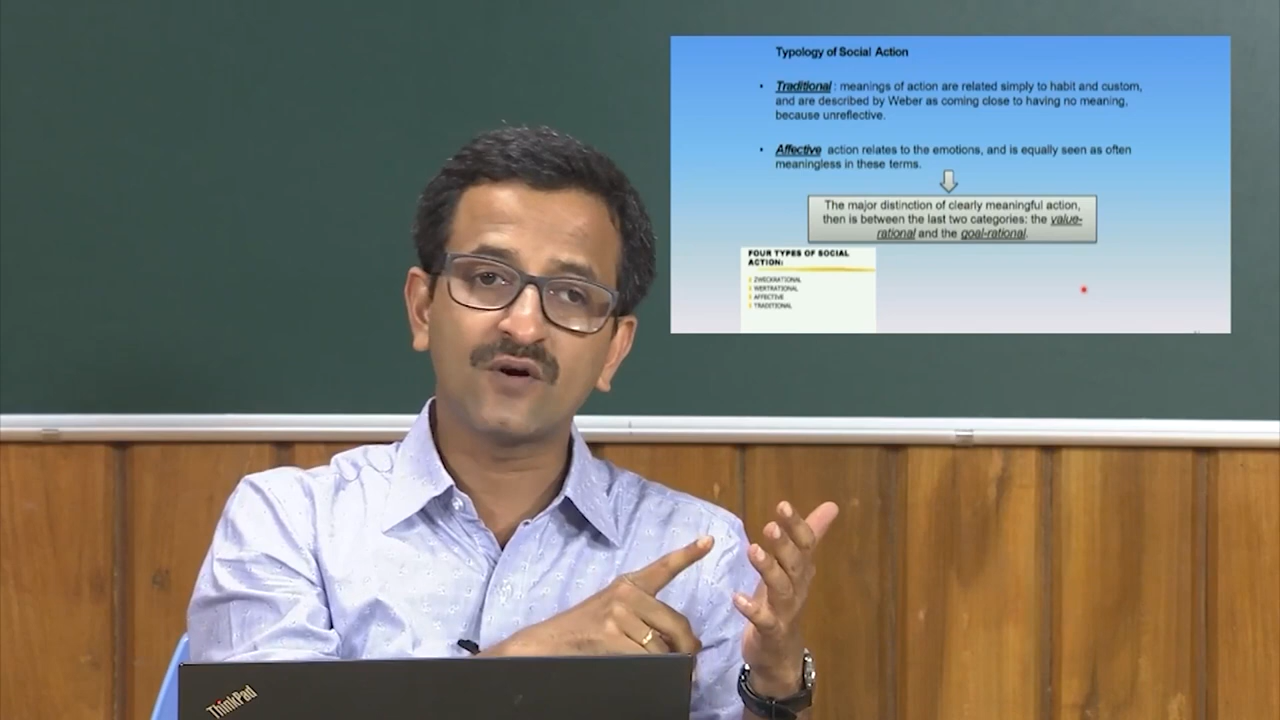 Typology of Social Action
• Traditional : meanings of action are related simply to habit and custom,
and are described by Weber as coming close to having no meaning,
because unreflective.
• Affective action relates to the emotions, and is equally seen as often
meaningless in these terms.
The major distinction of clearly meaningful action,
then is between the last two categories: the value-
rational and the goal-rational.
FOUR TYPES OF SOCIAL
ACTION:
ZWECKRATIONAL
WERTRATIONAL
AFFECTIVE
TRADITIONAL
ThinkPad